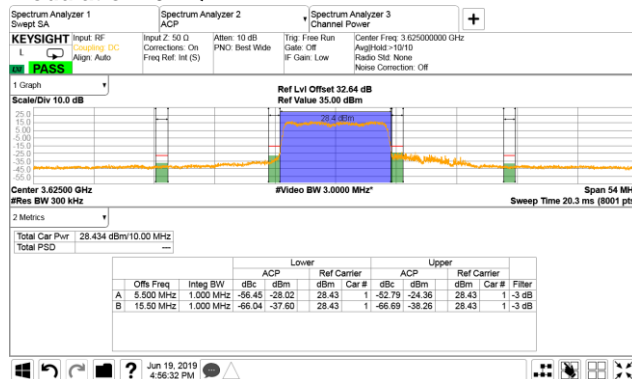 Spectrum Analyzer 1
Swept SA
Spectrum Analyzer 2
ACP
Spectrum Analyzer 3
Channel Power
KEYSIGHT
L
PASS
Input: RF
Coupling: DC
Align: Auto
Input Z: 50 Ω
Corrections: On
Freq Ref: Int (S)
Atten: 10 dB
PNO: Best Wide
Trig: Free Run
Gate: Off
IF Gain: Low
Center Freq: 3.625000000 GHz
Avg|Hold:>10/10
Radio Std: None
Noise Correction: Off
1 Graph
Scale/Div 10.0 dB
Ref Lvl Offset 32.64 dB
Ref Value 35.00 dBm
28.4 dBm
25.0
15.0
5.00
-5.00
-15.0
-25.0
-35.0
-45.0
-55.0
Center 3.62500 GHz
#Res BW 300 kHz
#Video BW 3.0000 MHz*
Span 54 MH
Sweep Time 20.3 ms (8001 pts
2 Metrics
Total Car Pwr 28.434 dBm/10.00 MHz
Total PSD ---
Lower Upper
ACP Ref Carrier ACP Ref Carrier
Offs Freq Integ BW dBc dBm dBm Car # dBc dBm dBm Car # Filter
A 5.500 MHz 1.000 MHz -56.45 -28.02 28.43 1 -52.79 -24.36 28.43 1 -3 dB
B 15.50 MHz 1.000 MHz -66.04 -37.60 28.43 1 -66.69 -38.26 28.43 1 -3 dB
?
Jun 19, 2019
4:56:32 PM